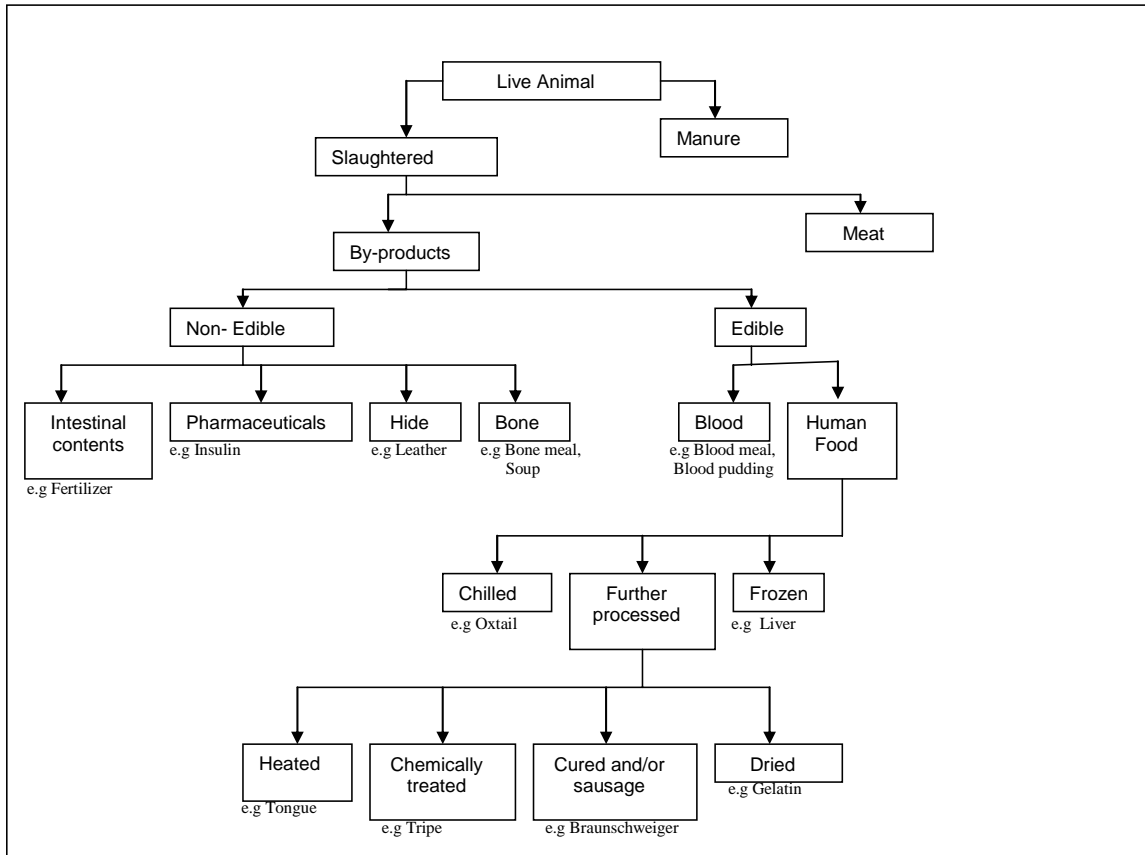 Live Animal
Manure
Slaughtered
Meat
By-products
Non- Edible
Edible
Intestinal
contents
e.g Fertilizer
Pharmaceuticals
e.g Insulin
Hide
e.g Leather
Bone
e.g Bone meal,
Soup
Blood
e.g Blood meal,
Blood pudding
Human
Food
Chilled
e.g Oxtail
Further
processed
Frozen
e.g Liver
Heated
e.g Tongue
Chemically
treated
e.g Tripe
Cured and/or
sausage
e.g Braunschweiger
Dried
e.g Gelatin